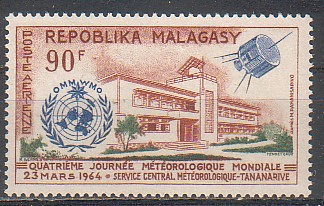 REPOBLIKA MALAGASY
POSTE AERIENNE
90F
OMM-WMO
QUATRIÈME JOURNÉE MÉTÉOROLOGIQUE MONDIALE
23 MARS 1964 - SERVICE CENTRAL MÉTÉOROLOGIQUE-TANANARIVE